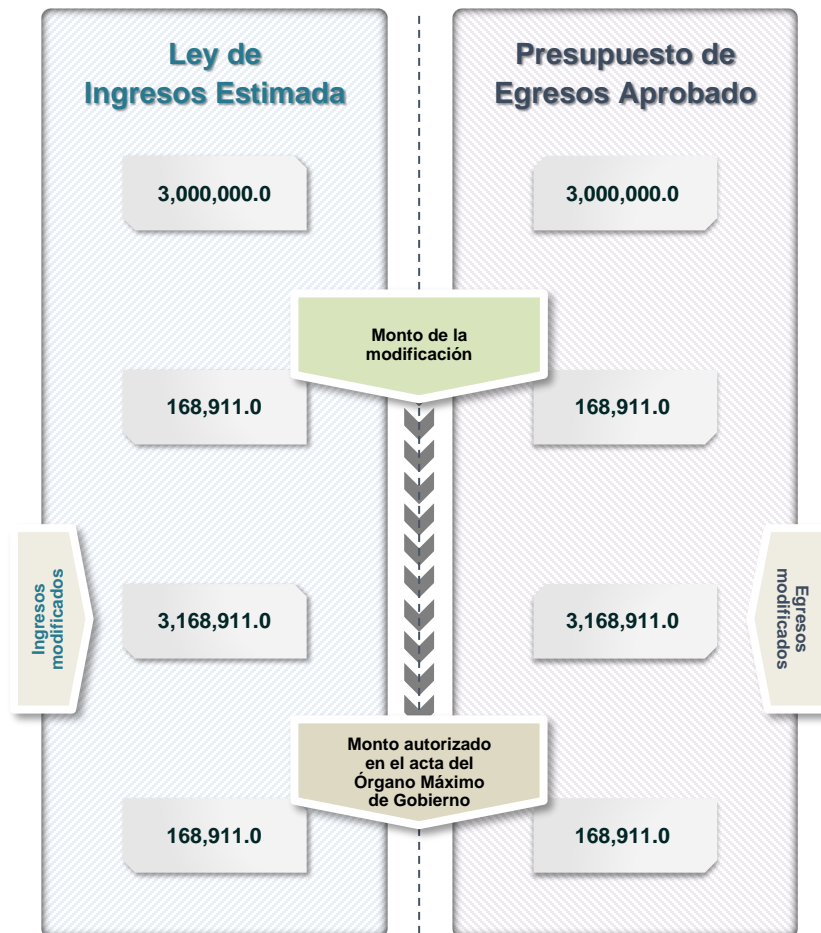 Ley de
Ingresos Estimada
Presupuesto de
Egresos Aprobado
3,000,000.0
3,000,000.0
Monto de la
modificación
168,911.0
168,911.0
Ingresos
modificados
3,168,911.0
3,168,911.0
Egresos
modificados
Monto autorizado
en el acta del
Órgano Máximo
de Gobierno
168,911.0
168,911.0